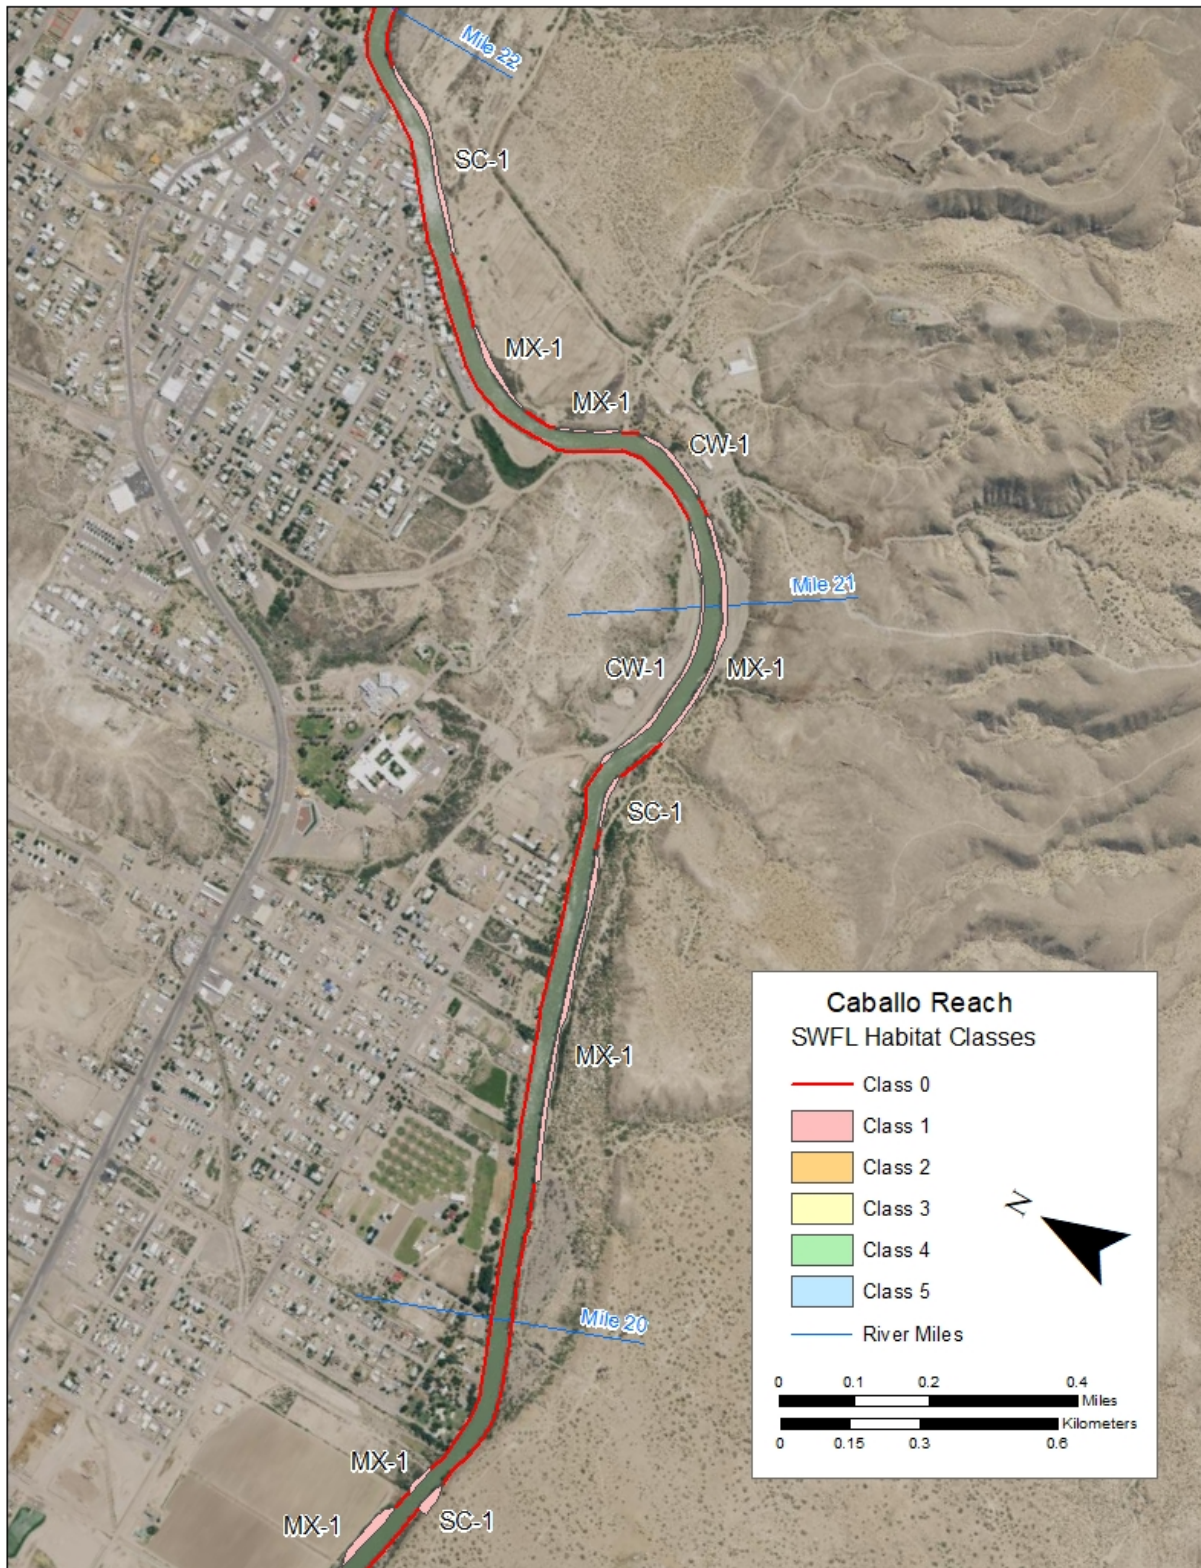 Mile 22
SC-1
MX-1
MX-1
CW-1
Mile 21
CW-1
MX-1
SC-1
MX-1
Mile 20
MX-1
MX-1
SC-1
Caballo Reach
SWFL Habitat Classes
Class 0
Class 1
Class 2
Class 3
Class 4
Class 5
River Miles
N
0 0.1 0.2 0.4
Miles
Kilometers
0 0.15 0.3 0.6